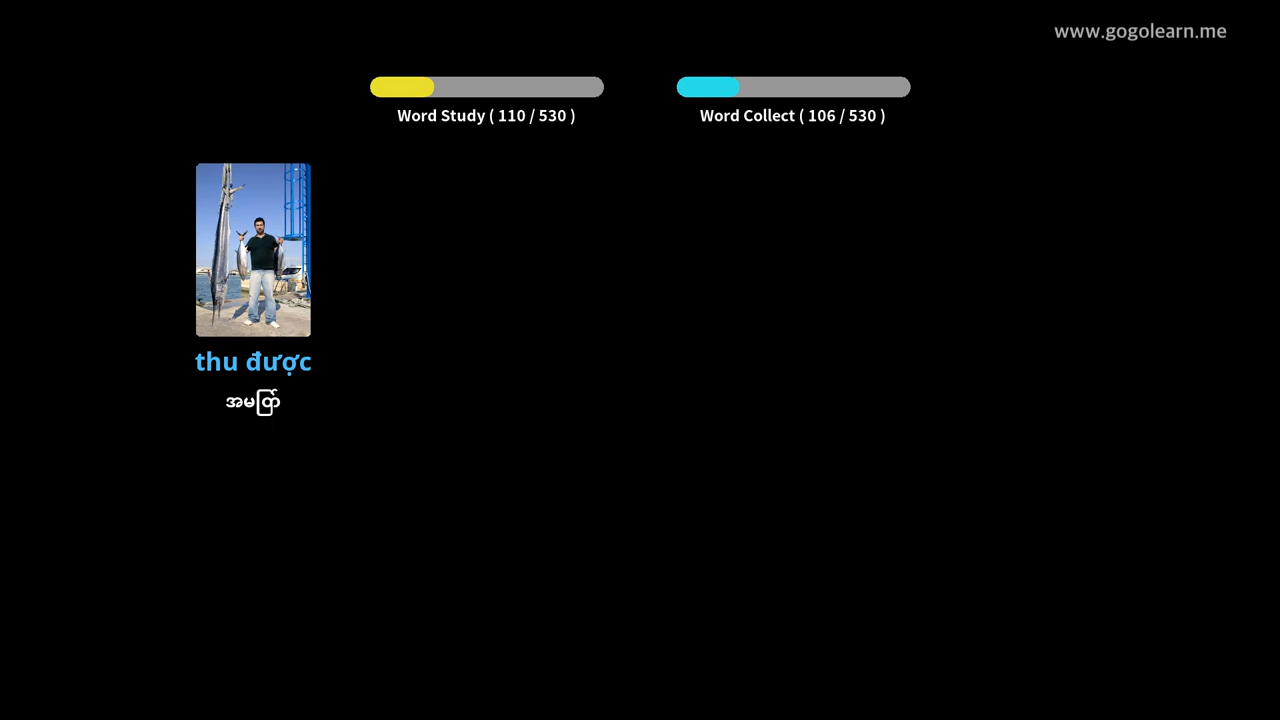 www.gogolearn.me
Word Study ( 110 / 530 )
Word Collect ( 106 / 530 )
thu được
အမတြာ်